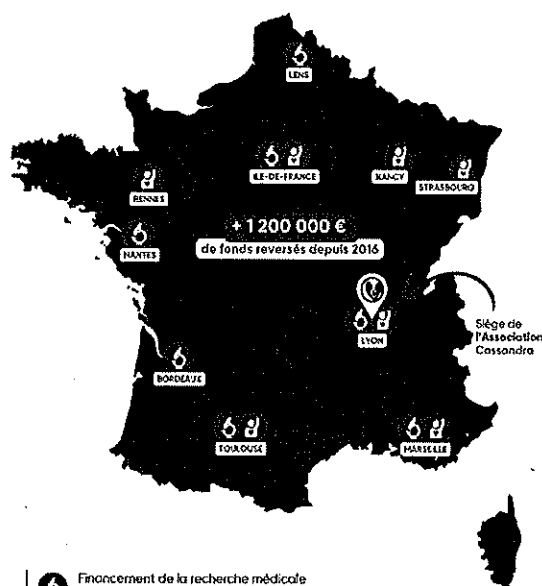 LENS
ILE-DE-FRANCE
NANCY
STRASBOURG
RENNES
+ 1 200 000 €
de fonds reversés depuis 2016
NANTES
LYON
Siège de
l'Association
Cassandra
BORDEAUX
TOULOUSE
MARSEILLE
Financement de la recherche médicale